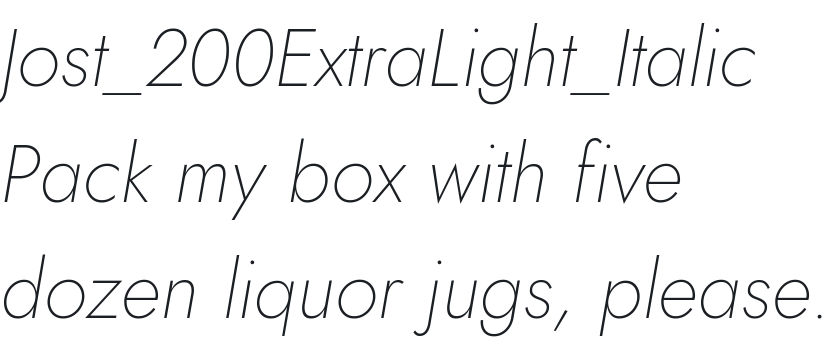 Jost_200ExtraLight_Italic
Pack my box with five
dozen liquor jugs, please.